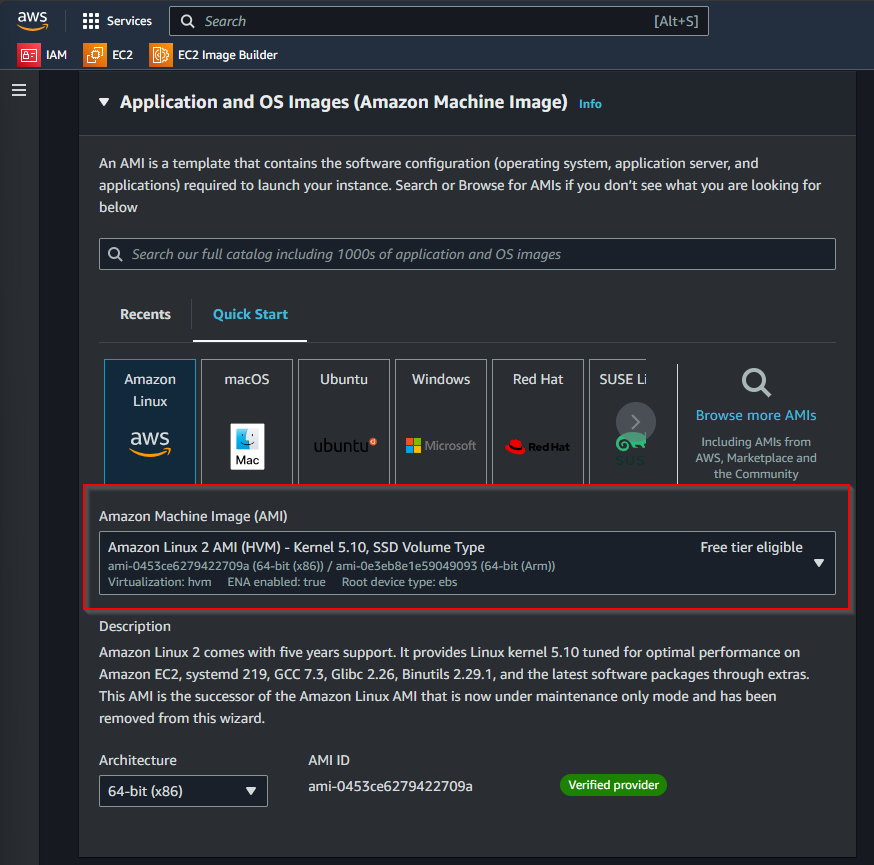 aws
Services
Search
[Alt+S]
IAM
EC2
EC2 Image Builder
Application and OS Images (Amazon Machine Image) Info
An AMI is a template that contains the software configuration (operating system, application server, and
applications) required to launch your instance. Search or Browse for AMIs if you don't see what you are looking for
below
Search our full catalog including 1000s of application and OS images
Recents
Quick Start
Amazon
Linux
aws
macOS
Mac
Ubuntu
ubuntu
Windows
Microsoft
Red Hat
Red Hat
SUSE Li
SUS
Browse more AMIs
Including AMIs from
AWS, Marketplace and
the Community
Amazon Machine Image (AMI)
Amazon Linux 2 AMI (HVM) - Kernel 5.10, SSD Volume Type
Free tier eligible
ami-0453ce6279422709a (64-bit (x86)) / ami-0e3eb8e1e59049093 (64-bit (Arm))
Virtualization: hvm ENA enabled: true Root device type: ebs
Description
Amazon Linux 2 comes with five years support. It provides Linux kernel 5.10 tuned for optimal performance on
Amazon EC2, systemd 219, GCC 7.3, Glibc 2.26, Binutils 2.29.1, and the latest software packages through extras.
This AMI is the successor of the Amazon Linux AMI that is now under maintenance only mode and has been
removed from this wizard.
Architecture
64-bit (x86)
AMI ID
ami-0453ce6279422709a
Verified provider